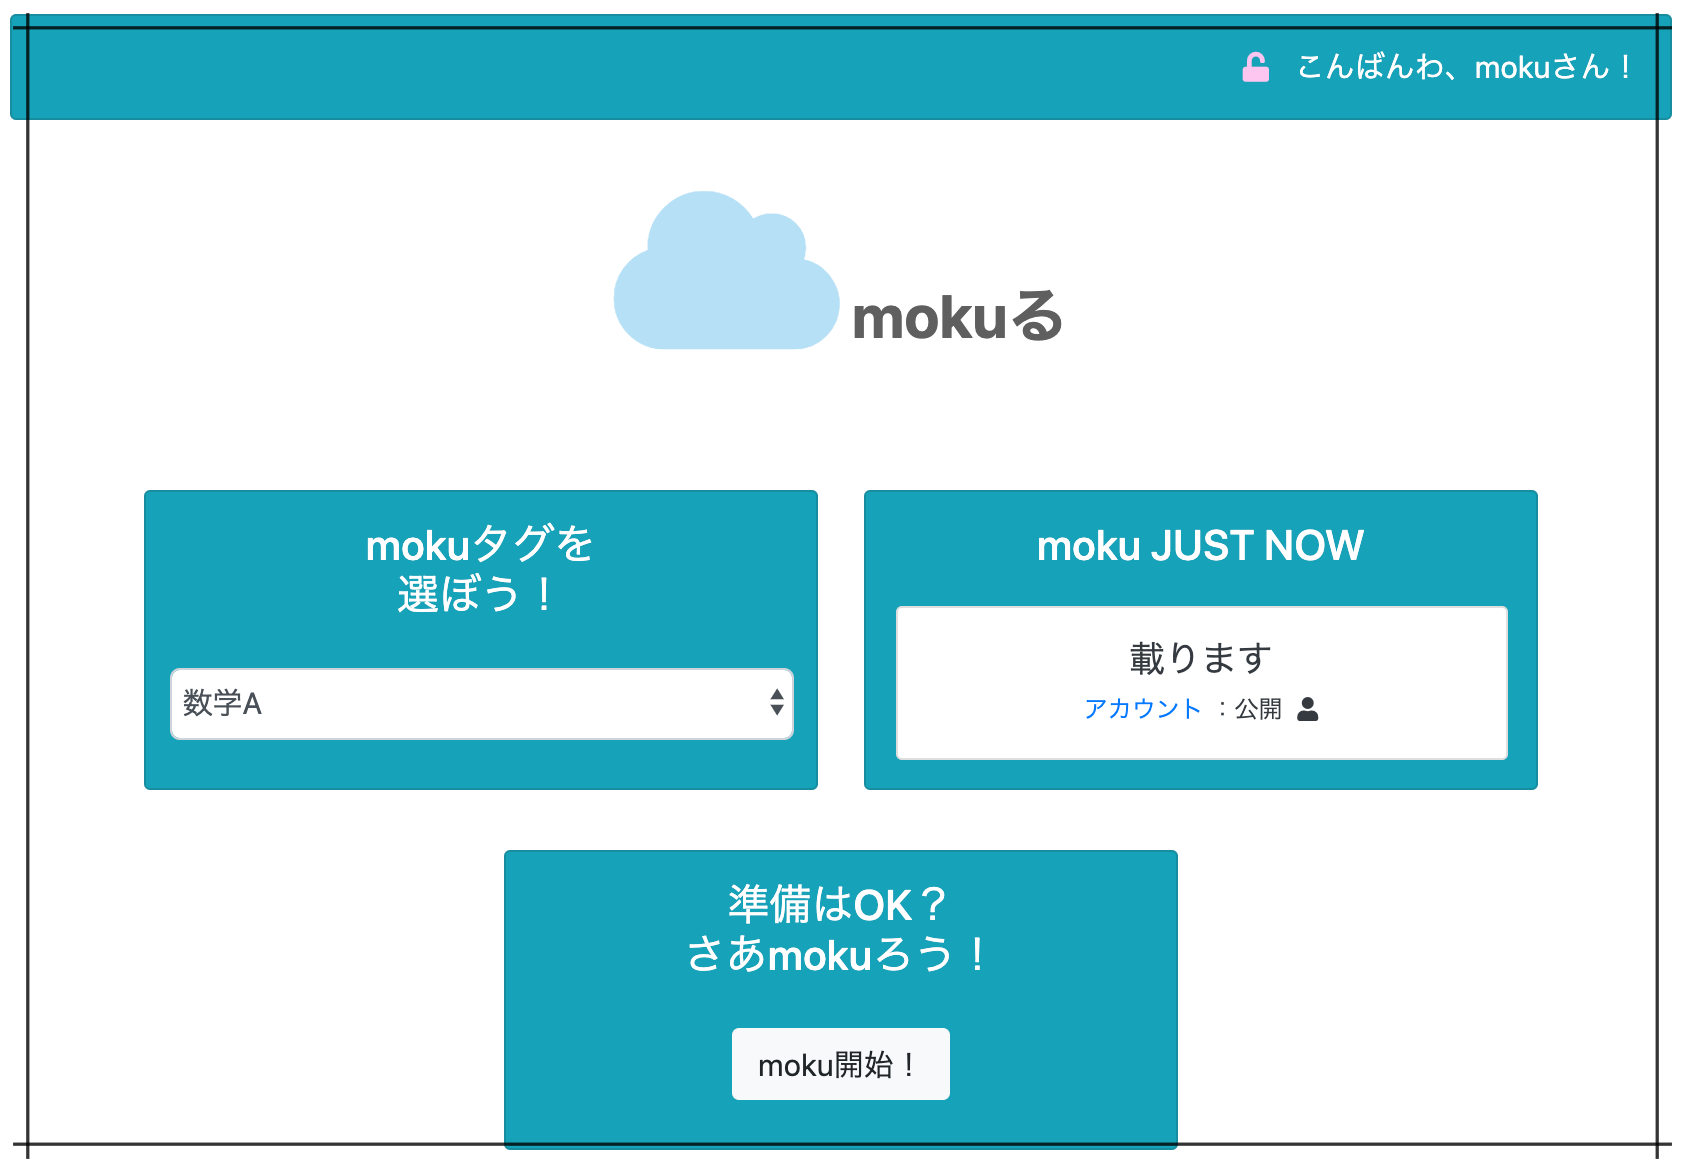 こんばんわ、mokuさん！
mokuる
mokuタグを
選ぼう！
数学A
moku JUST NOW
載ります
アカウント ：公開
準備はOK？
さあmokuろう！
moku開始！